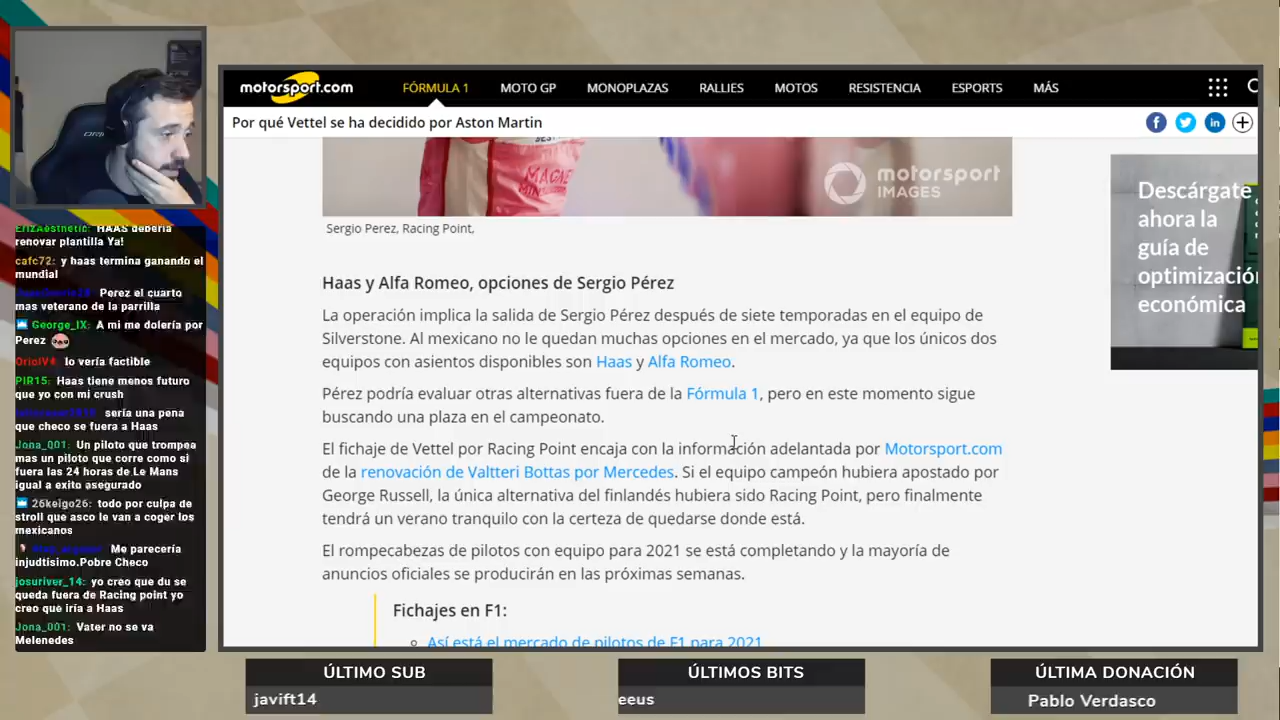 motorsport.com
FÓRMULA 1
MOTO GP
MONOPLAZAS
RALLIES
MOTOS
RESISTENCIA
ESPORTS
MÁS
Por qué Vettel se ha decidido por Aston Martin
motorsport
IMAGES
Sergio Perez, Racing Point,
Haas y Alfa Romeo, opciones de Sergio Pérez
La operación implica la salida de Sergio Pérez después de siete temporadas en el equipo de
Silverstone. Al mexicano no le quedan muchas opciones en el mercado, ya que los únicos dos
equipos con asientos disponibles son Haas y Alfa Romeo.
Pérez podría evaluar otras alternativas fuera de la Fórmula 1, pero en este momento sigue
buscando una plaza en el campeonato.
El fichaje de Vettel por Racing Point encaja con la información adelantada por Motorsport.com
de la renovación de Valtteri Bottas por Mercedes. Si el equipo campeón hubiera apostado por
George Russell, la única alternativa del finlandés hubiera sido Racing Point, pero finalmente
tendrá un verano tranquilo con la certeza de quedarse donde está.
El rompecabezas de pilotos con equipo para 2021 se está completando y la mayoría de
anuncios oficiales se producirán en las próximas semanas.
Fichajes en F1:
Así está el mercado de pilotos de F1 para 2021
Descárgate
ahora la
guía de
optimización
económica
ErizAesthetic: HAAS debería
renovar plantilla Ya!
cafc72: y haas termina ganando el
mundial
Perez el cuarto
mas veterano de la parrilla
George_IX: A mi me dolería por
Perez
lo vería factible
PIR15: Haas tiene menos futuro
que yo con mi crush
sería una pena
que checo se fuera a Haas
Jona_001: Un piloto que trompea
mas un piloto que corre como si
fuera las 24 horas de Le Mans
igual a exito asegurado
26keigo26: todo por culpa de
stroll que asco le van a coger los
mexicanos
Me parecería
injudtisimo.Pobre Checo
josuriver_14: yo creo que du se
queda fuera de Racing point yo
creo que iría a Haas
Jona_001: Vater no se va
Melenedes
ÚLTIMO SUB
javift14
ÚLTIMOS BITS
eeus
ÚLTIMA DONACIÓN
Pablo Verdasco